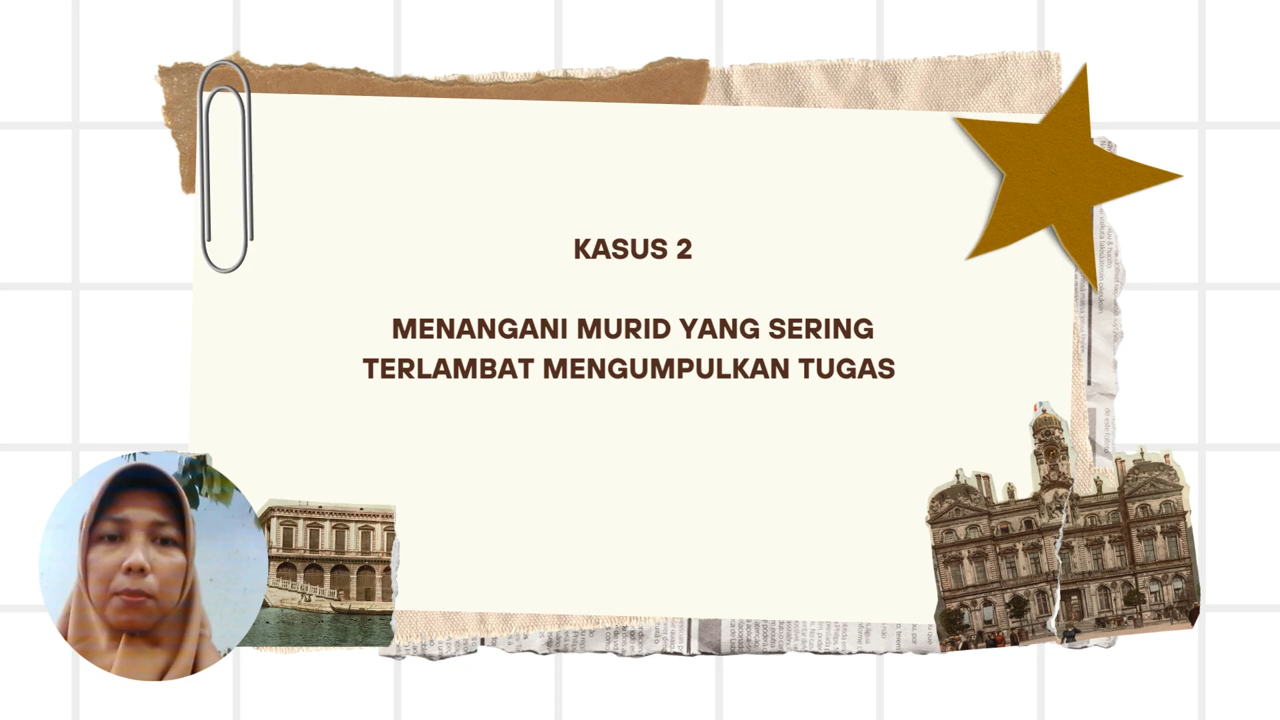 KASUS 2
MENANGANI MURID YANG SERING
TERLAMBAT MENGUMPULKAN TUGAS